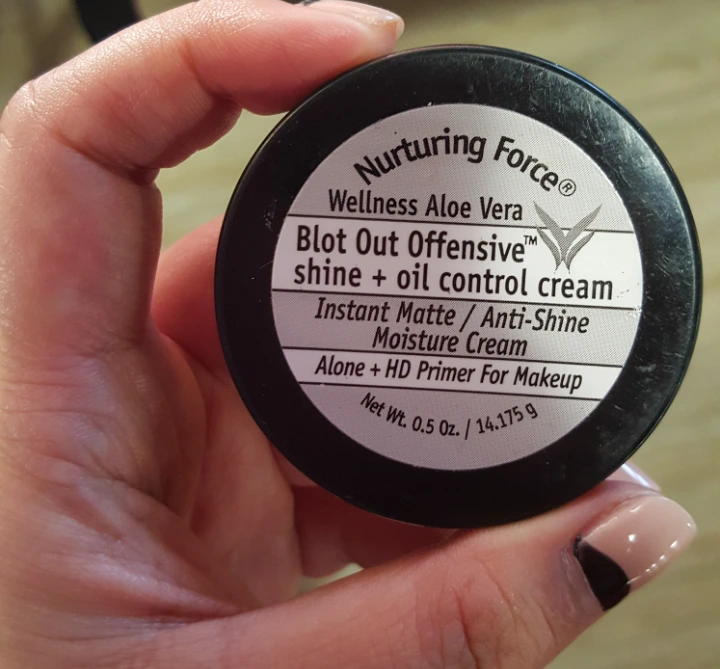 Nurturing Force®
Wellness Aloe Vera
Blot Out Offensive™
shine + oil control cream
Instant Matte / Anti-Shine
Moisture Cream
Alone + HD Primer For Makeup
Net Wt. 0.5 Oz. / 14.175 g